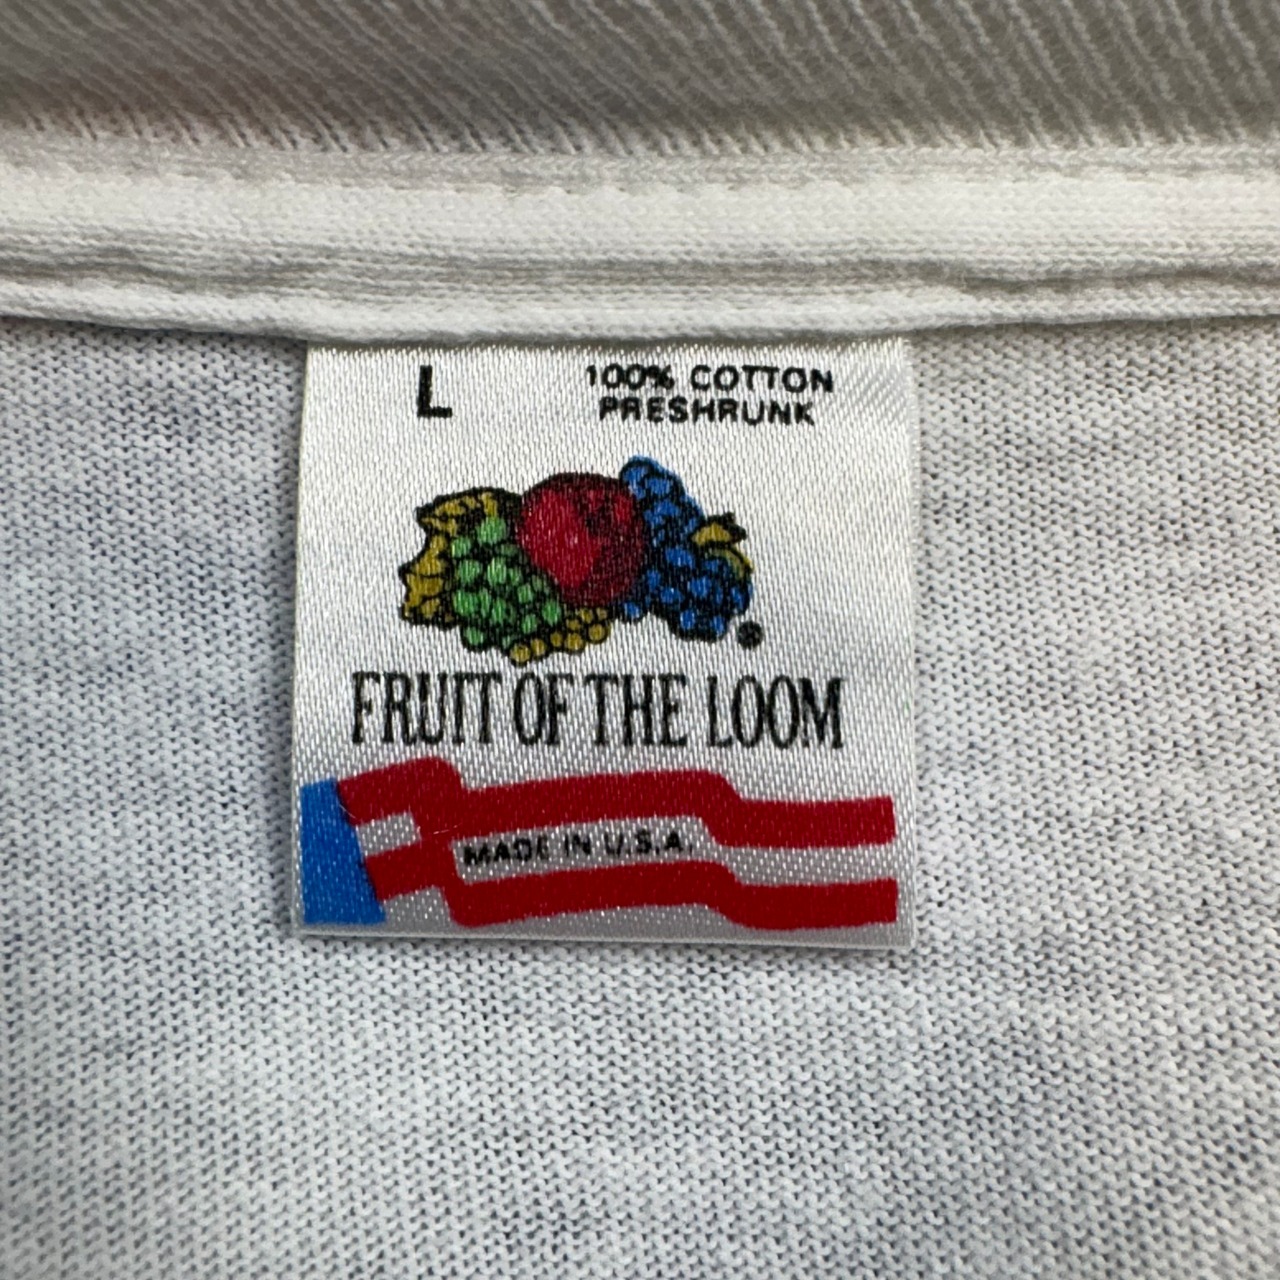 L
100% COTTON
PRESHRUNK
FRUIT OF THE LOOM
MADE IN U.S.A.